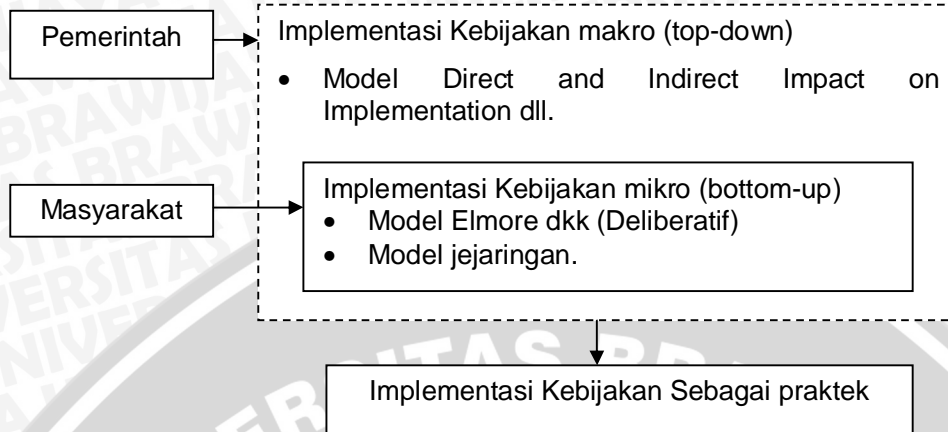 Pemerintah
Implementasi Kebijakan makro (top-down)
• Model Direct and Indirect Impact on
Implementation dll.
Masyarakat
Implementasi Kebijakan mikro (bottom-up)
• Model Elmore dkk (Deliberatif)
• Model jejaringan.
Implementasi Kebijakan Sebagai praktek